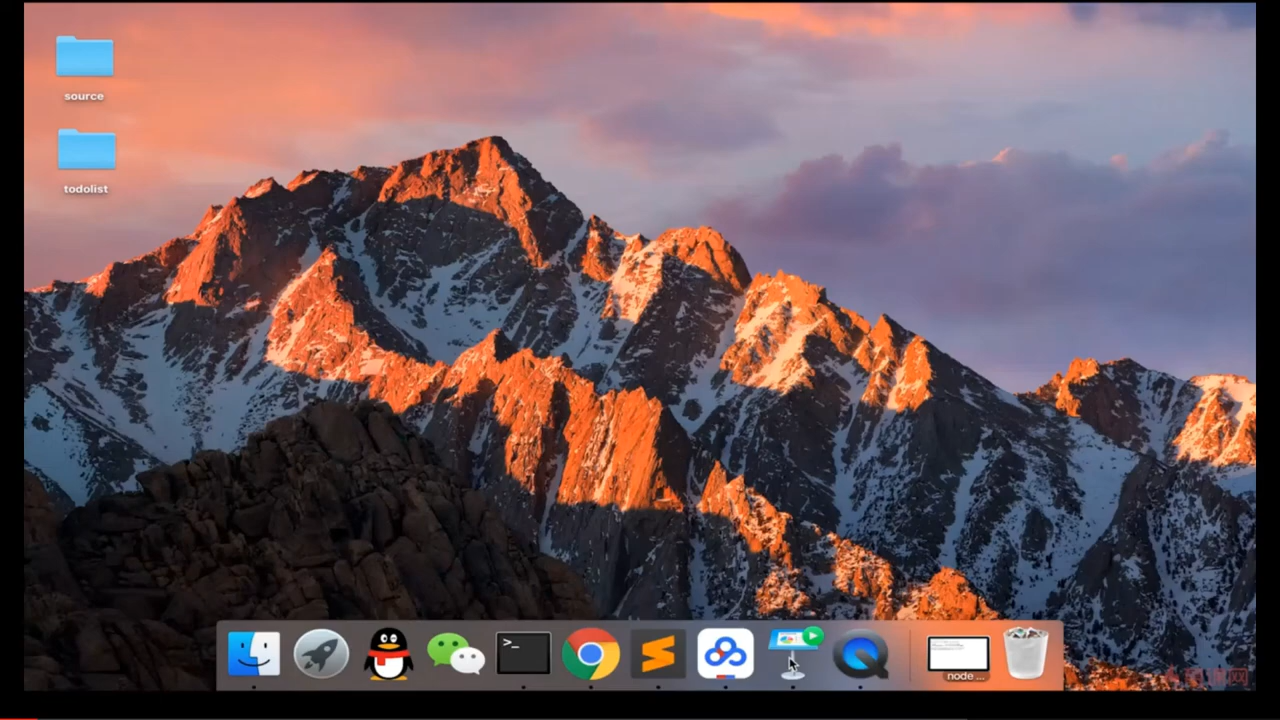 source
todolist
>_
node ...